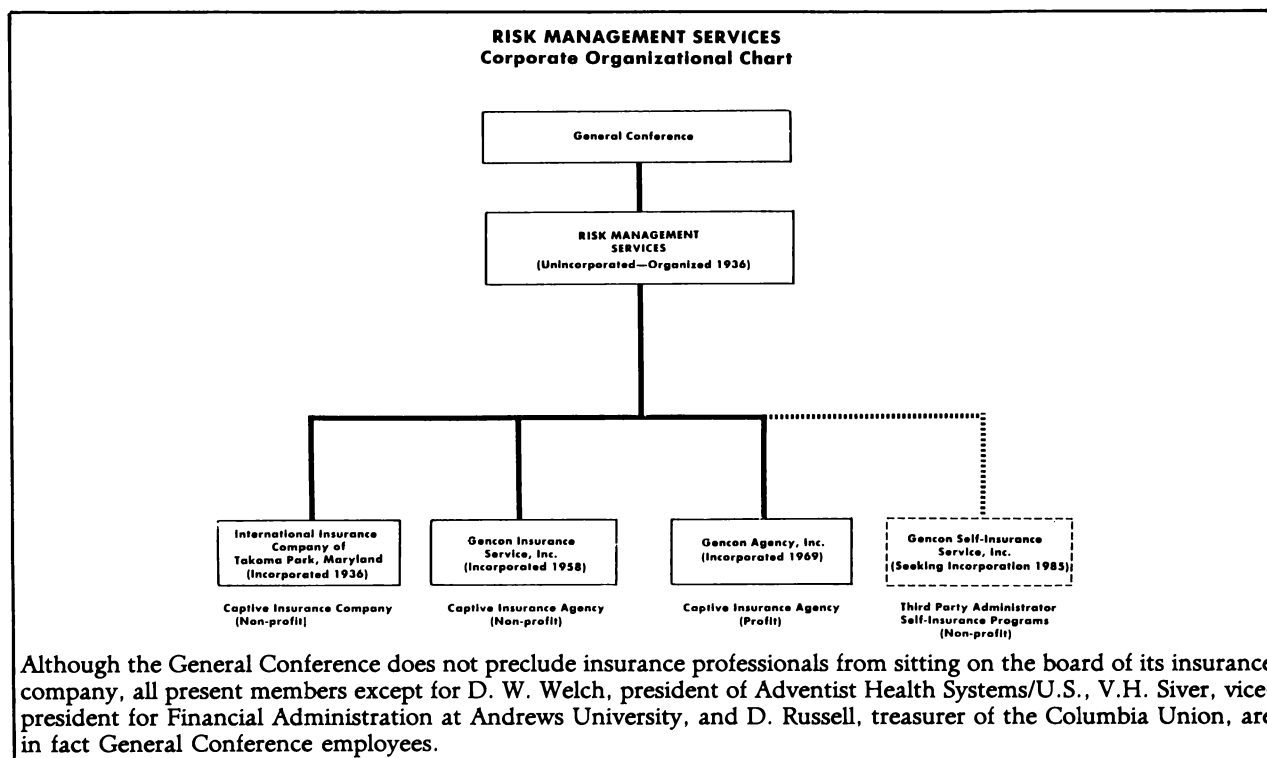 RISK MANAGEMENT SERVICES
Corporate Organizational Chart
General Conference
RISK MANAGEMENT
SERVICES
(Unincorporated—Organized 1936)
International Insurance
Company of
Takoma Park, Maryland
(Incorporated 1936)
Captive Insurance Company
(Non-profit)
Gencon Insurance
Service, Inc.
(Incorporated 1958)
Captive Insurance Agency
(Non-profit)
Gencon Agency, Inc.
(Incorporated 1969)
Captive Insurance Agency
(Profit)
Gencon Self-Insurance
Service, Inc.
(Seeking Incorporation 1985)
Third Party Administrator
Self-Insurance Programs
(Non-profit)
Although the General Conference does not preclude insurance professionals from sitting on the board of its insurance
company, all present members except for D. W. Welch, president of Adventist Health Systems/U.S., V.H. Siver, vice
president for Financial Administration at Andrews University, and D. Russell, treasurer of the Columbia Union, are
in fact General Conference employees.